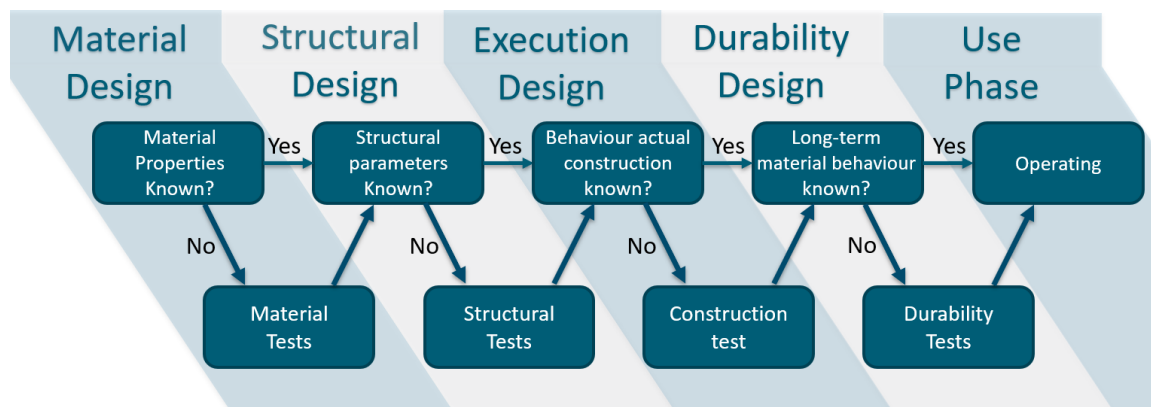 Material
Design
Structural
Design
Execution
Design
Durability
Design
Use
Phase
Material
Properties
Known?
Yes
Structural
parameters
Known?
Yes
Behaviour actual
construction
known?
Yes
Long-term
material behaviour
known?
Yes
Operating
No
No
No
No
Material
Tests
Structural
Tests
Construction
test
Durability
Tests